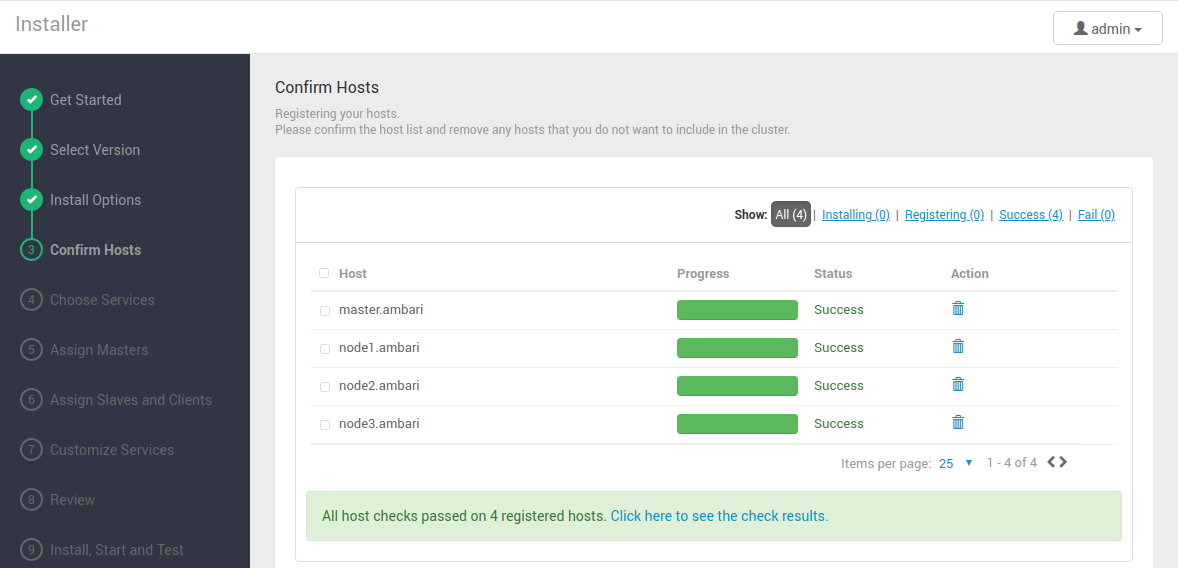 Installer
admin
Get Started
Select Version
Install Options
3 Confirm Hosts
4 Choose Services
5 Assign Masters
6 Assign Slaves and Clients
7 Customize Services
8 Review
9 Install, Start and Test
Confirm Hosts
Registering your hosts.
Please confirm the host list and remove any hosts that you do not want to include in the cluster.
Show: All (4) | Installing (0) | Registering (0) | Success (4) | Fail (0)
Host Progress Status Action
master.ambari Success
node1.ambari Success
node2.ambari Success
node3.ambari Success
Items per page: 25 1 - 4 of 4
All host checks passed on 4 registered hosts. Click here to see the check results.